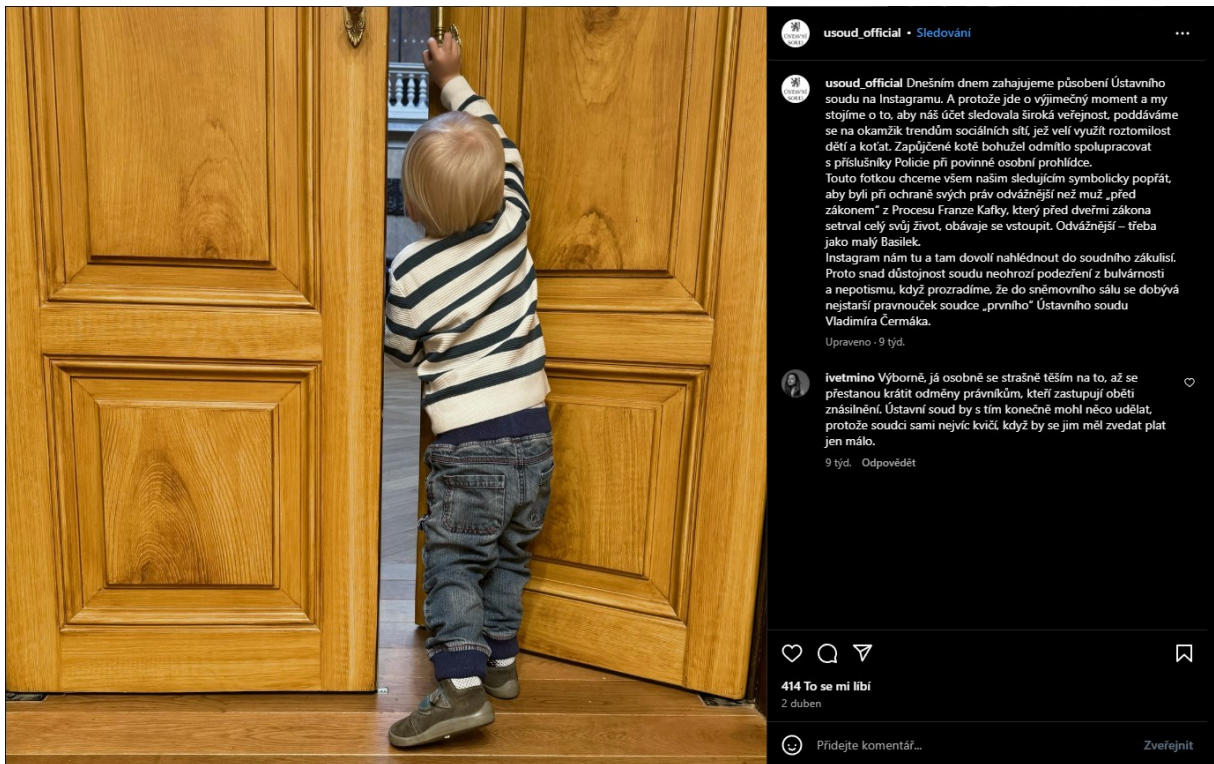 usoud_official • Sledování
usoud_official Dnešním dnem zahajujeme působení Ústavního
soudu na Instagramu. A protože jde o výjimečný moment a my
stojíme o to, aby náš účet sledovala široká veřejnost, poddáváme
se na okamžik trendům sociálních sítí, jež velí využít roztomilost
dětí a koťat. Zapůjčené kotě bohužel odmítlo spolupracovat
s příslušníky Policie při povinné osobní prohlídce.
Touto fotkou chceme všem našim sledujícím symbolicky popřát,
aby byli při ochraně svých práv odvážnější než muž „před
zákonem“ z Procesu Franze Kafky, který před dveřmi zákona
setrval celý svůj život, obávaje se vstoupit. Odvážnější – třeba
jako malý Basilek.
Instagram nám tu a tam dovolí nahlédnout do soudního zákulisí.
Proto snad důstojnost soudu neohrozí podezření z bulvárnosti
a nepotismu, když prozradíme, že do sněmovního sálu se dobývá
nejstarší pravnouček soudce „prvního“ Ústavního soudu
Vladimíra Čermáka.
Upraveno · 9 týd.
ivetmino Výborně, já osobně se strašně těším na to, až se
přestanou krátit odměny právníkům, kteří zastupují oběti
znásilnění. Ústavní soud by s tím konečně mohl něco udělat,
protože soudci sami nejvíc kvičí, když by se jim měl zvedat plat
jen málo.
9 týd. Odpovědět
414 To se mi líbí
2 duben
Přidejte komentář...
Zveřejnit
ÚSTAVNÍ
SOUD
ÚSTAVNÍ
SOUD